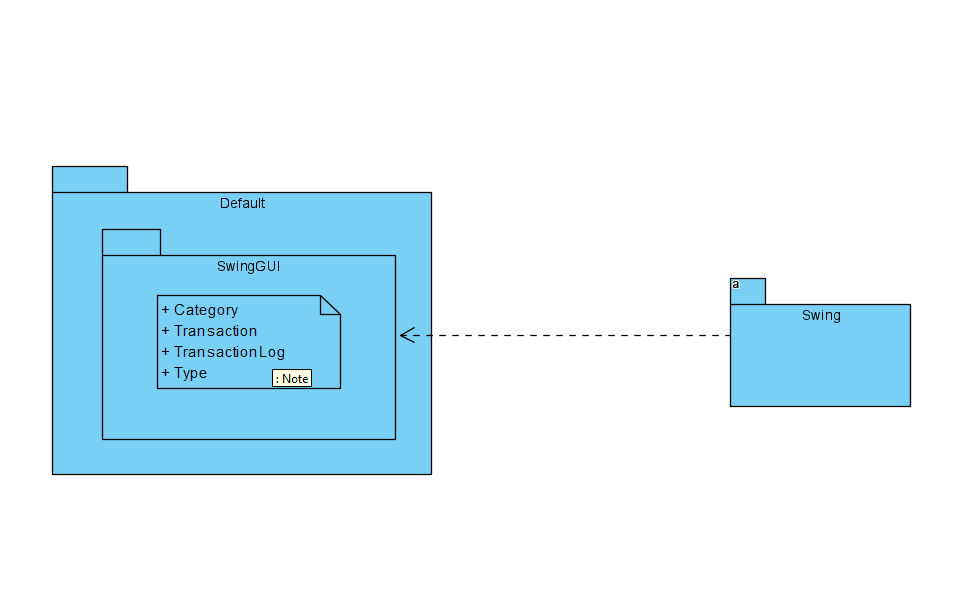 Default
SwingGUI
+ Category
+ Transaction
+ TransactionLog
+ Type
: Note
a
Swing